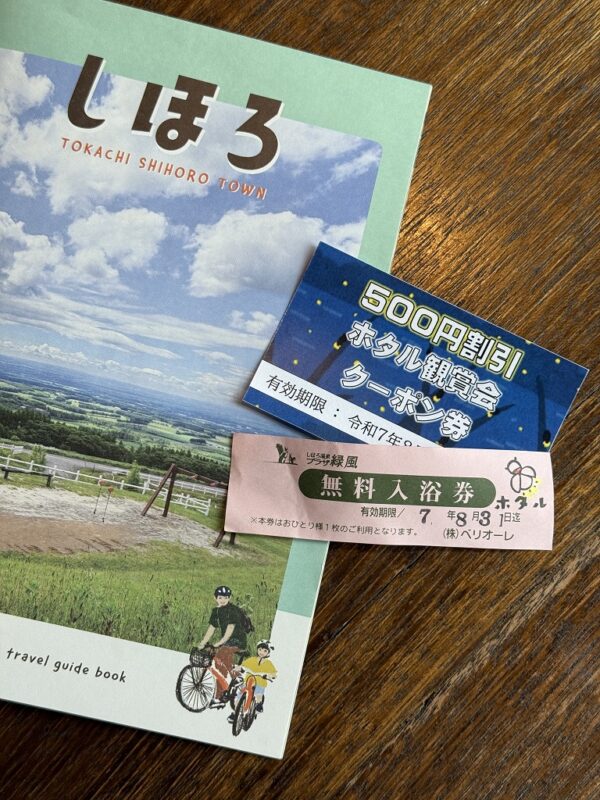 しほろ
TOKACHI SHIHORO TOWN
travel guide book
500円割引
ホタル観賞会
クーポン券
有効期限：令和7年8
しほろ温泉
プラザ緑風
無料入浴券
ホタル
有効期限／7年8月31日迄
※本券はおひとり様1枚のご利用となります。
(株)ベリオーレ